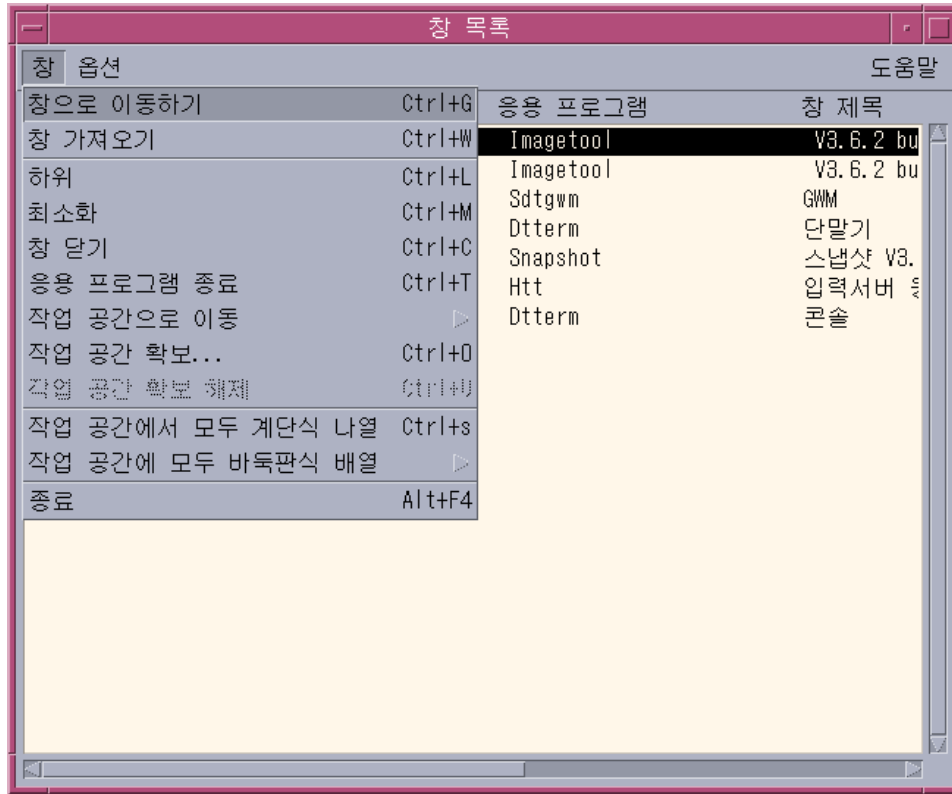 창 목록
창 옵션 도움말
창으로 이동하기 Ctrl+G
창 가져오기 Ctrl+W
하위 Ctrl+L
최소화 Ctrl+M
창 닫기 Ctrl+C
응용 프로그램 종료 Ctrl+T
작업 공간으로 이동
작업 공간 확보... Ctrl+O
작업 공간 확보 해제 Ctrl+U
작업 공간에서 모두 계단식 나열 Ctrl+s
작업 공간에 모두 바둑판식 배열
종료 Alt+F4
응용 프로그램 창 제목
Imagetool V3.6.2 bu
Imagetool V3.6.2 bu
Sdtgwm GWM
Dtterm 단말기
Snapshot 스냅샷 V3.
Htt 입력서버
Dtterm 콘솔